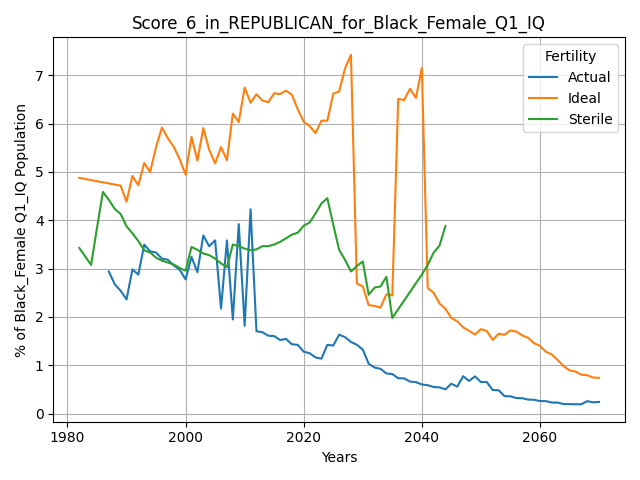 Score_6_in_REPUBLICAN_for_Black_Female_Q1_IQ
% of Black_Female Q1_IQ Population
7
6
5
4
3
2
1
0
Fertility
Actual
Ideal
Sterile
1980
2000
2020
2040
2060
Years